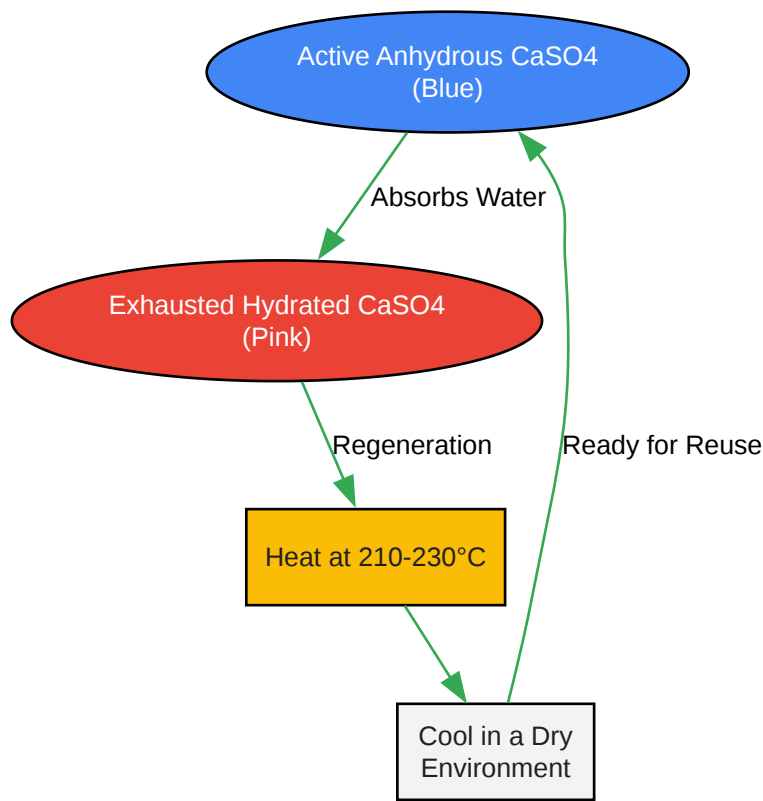 Active Anhydrous CaSO4
(Blue)
Absorbs Water
Exhausted Hydrated CaSO4
(Pink)
Regeneration
Ready for Reuse
Heat at 210-230°C
Cool in a Dry
Environment